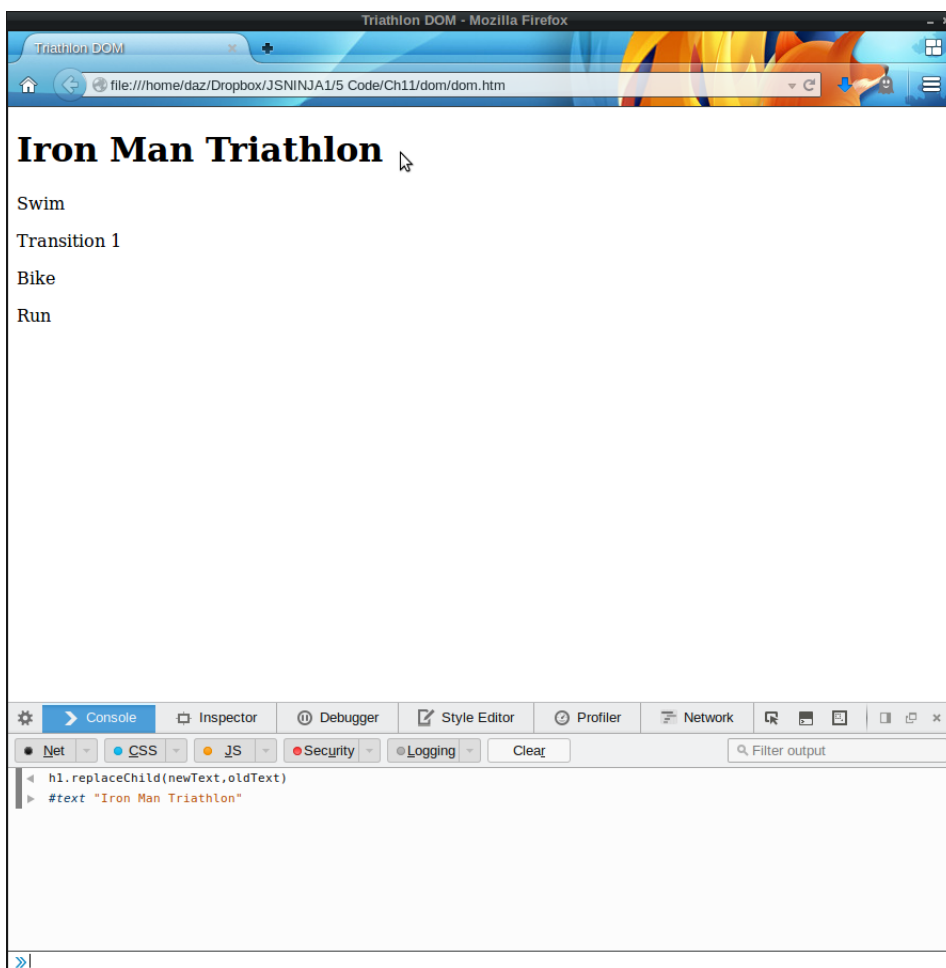 Triathlon DOM - Mozilla Firefox
Triathlon DOM
file:///home/daz/Dropbox/JSNINJA1/5 Code/Ch11/dom/dom.htm
Iron Man Triathlon
Swim
Transition 1
Bike
Run
Console Inspector Debugger Style Editor Profiler Network
Net CSS JS Security Logging Clear Filter output
h1.replaceChild(newText,oldText)
#text "Iron Man Triathlon"